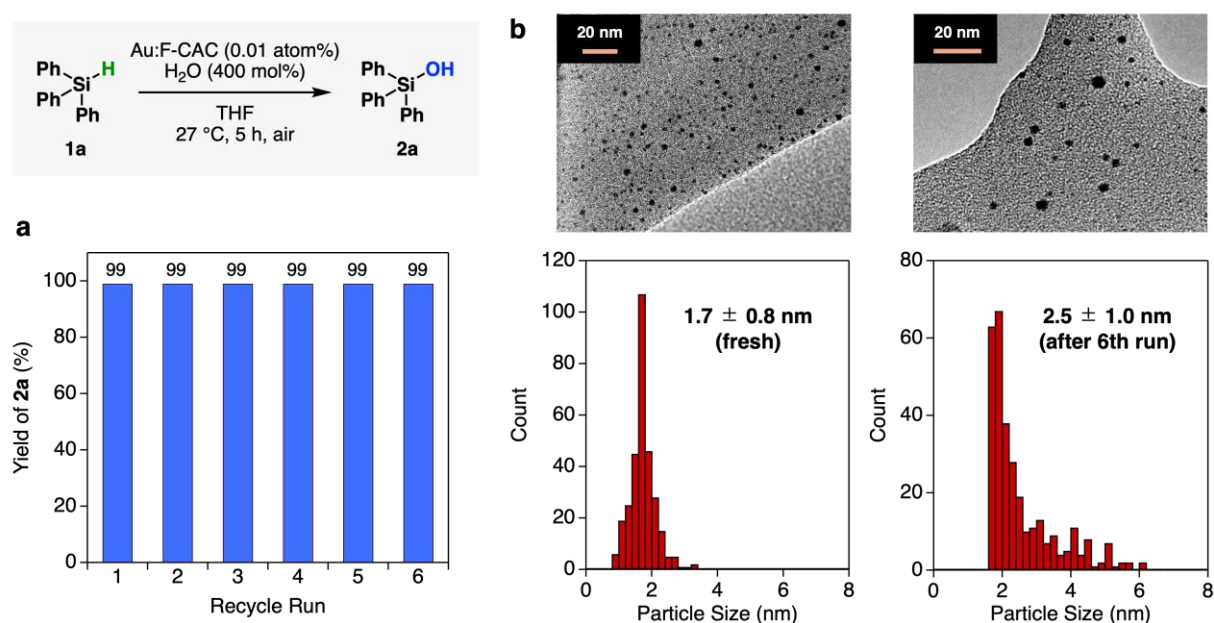 Au:F-CAC (0.01 atom%)
H₂O (400 mol%)
THF
27 °C, 5 h, air
Ph
Ph
Si
H
Ph
1a
Ph
Ph
Si
OH
Ph
2a
a
99 99 99 99 99 99
100
80
60
40
20
0
Yield of 2a (%)
1 2 3 4 5 6
Recycle Run
b
20 nm
20 nm
120
100
80
60
40
20
0
Count
1.7 ± 0.8 nm
(fresh)
0 2 4 6 8
Particle Size (nm)
80
60
40
20
0
Count
2.5 ± 1.0 nm
(after 6th run)
0 2 4 6 8
Particle Size (nm)